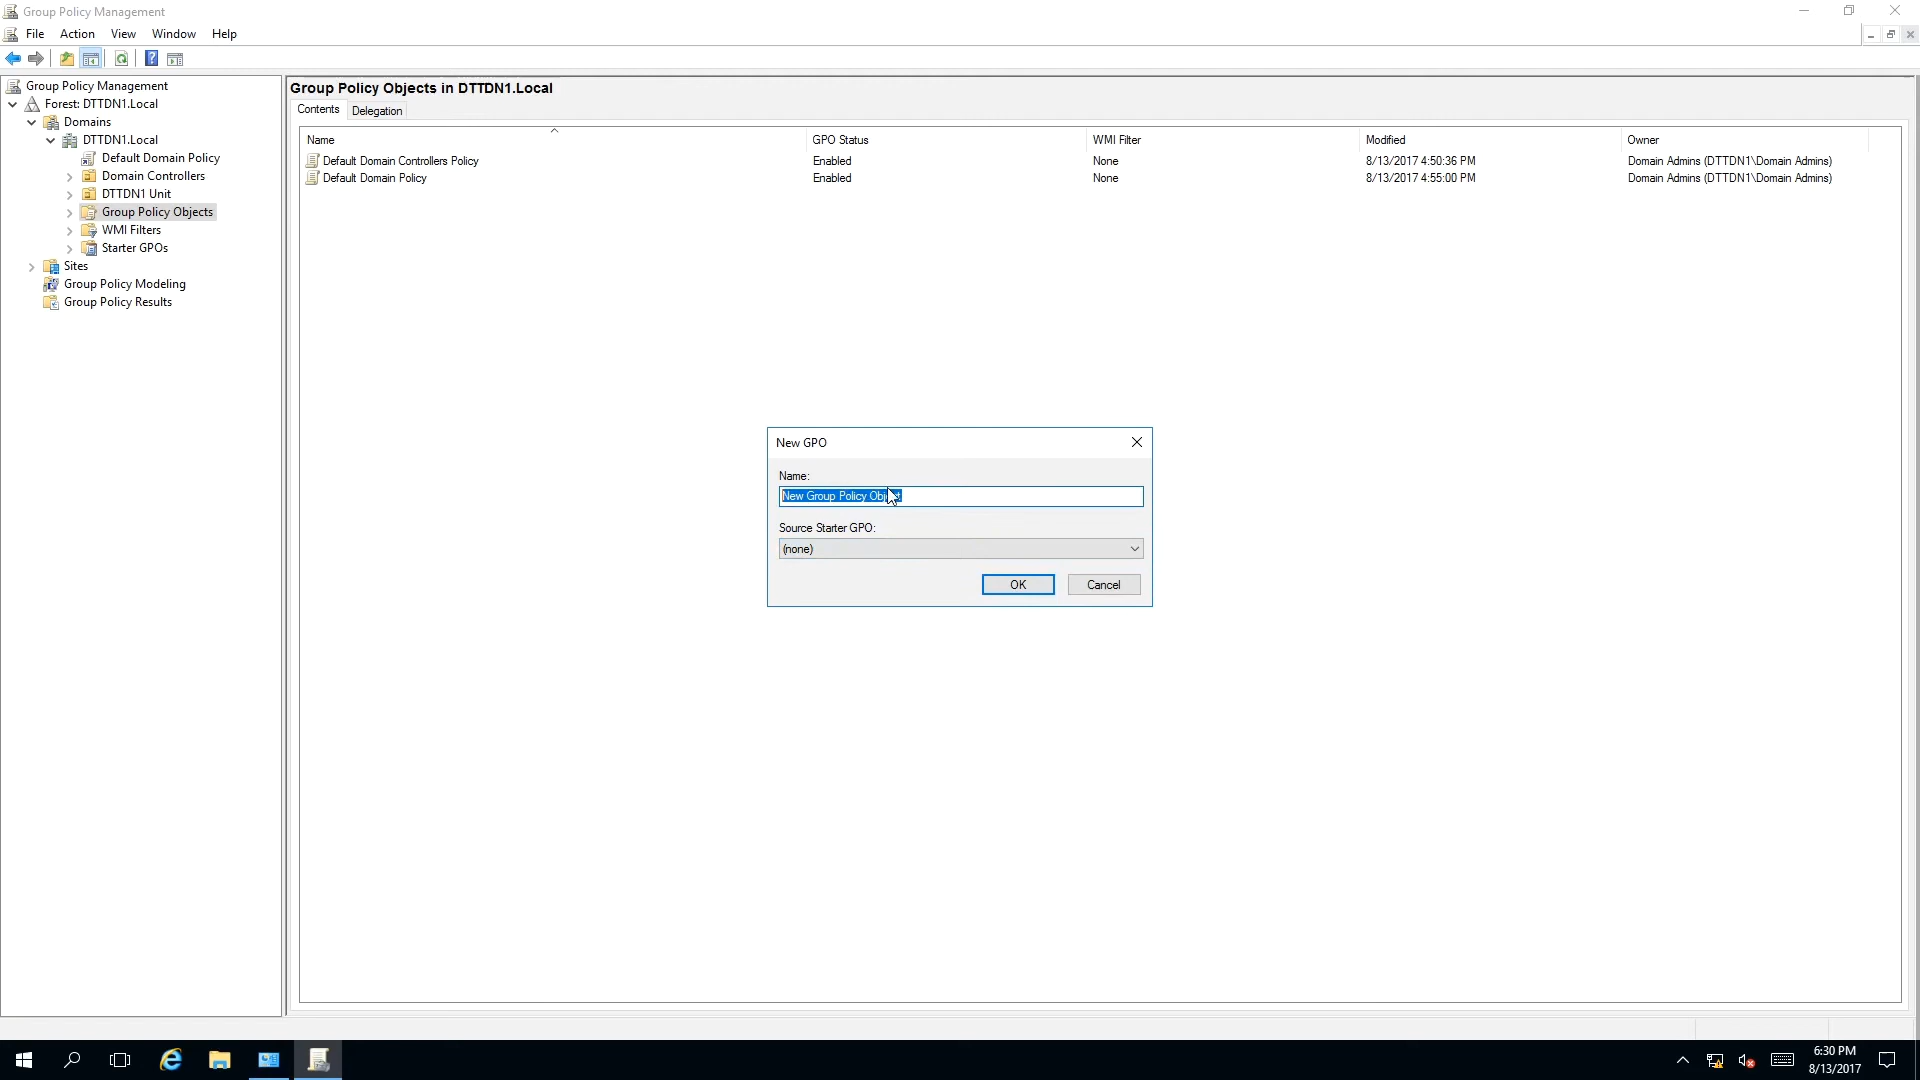 Group Policy Management
File Action View Window Help
Group Policy Management
Forest: DTTDN1.Local
Domains
DTTDN1.Local
Default Domain Policy
Domain Controllers
DTTDN1 Unit
Group Policy Objects
WMI Filters
Starter GPOs
Sites
Group Policy Modeling
Group Policy Results
Group Policy Objects in DTTDN1.Local
Contents Delegation
Name GPO Status WMI Filter Modified Owner
Default Domain Controllers Policy Enabled None 8/13/2017 4:50:36 PM Domain Admins (DTTDN1\Domain Admins)
Default Domain Policy Enabled None 8/13/2017 4:55:00 PM Domain Admins (DTTDN1\Domain Admins)
New GPO
Name:
New Group Policy Object
Source Starter GPO:
(none)
OK Cancel
6:30 PM
8/13/2017